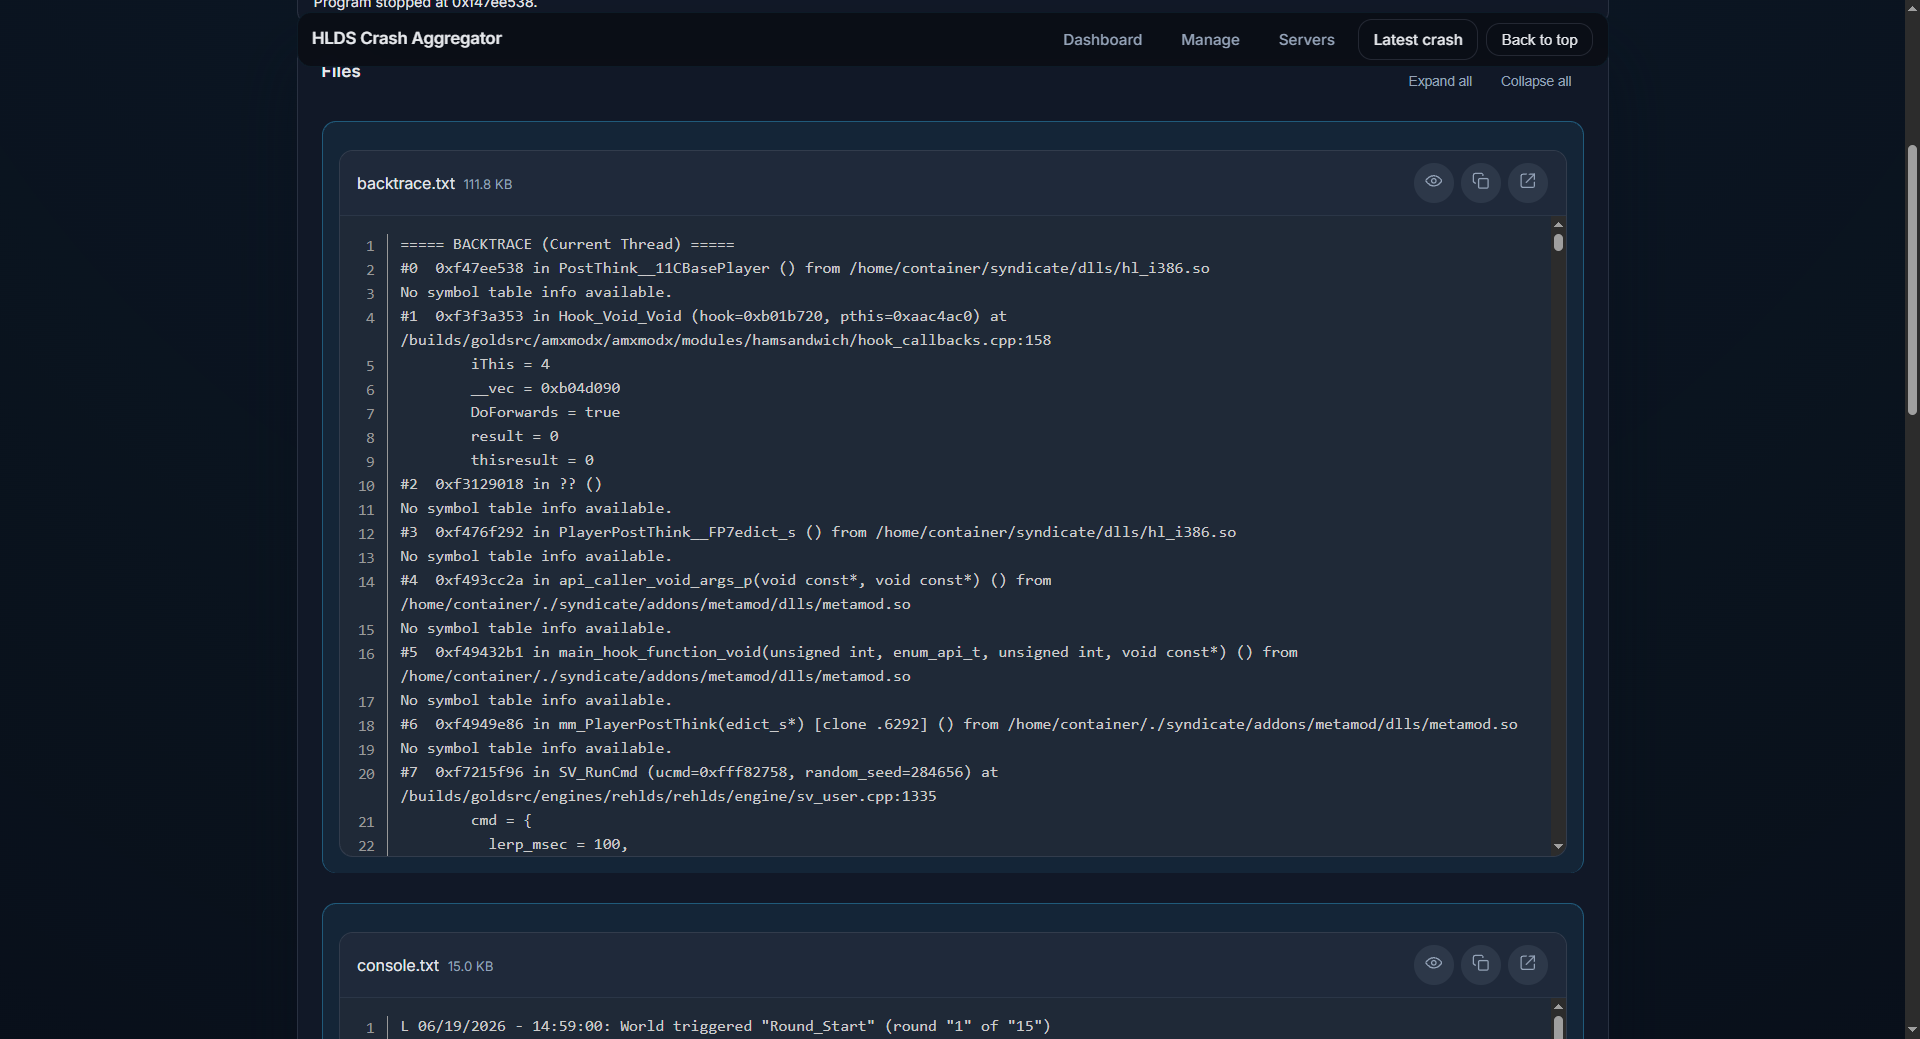 Program stopped at 0xf47ee538.
HLDS Crash Aggregator
Dashboard
Manage
Servers
Latest crash
Back to top
Files
Expand all
Collapse all
backtrace.txt 111.8 KB
1 ===== BACKTRACE (Current Thread) =====
2 #0  0xf47ee538 in PostThink__11CBasePlayer () from /home/container/syndicate/dlls/hl_i386.so
3 No symbol table info available.
4 #1  0xf3f3a353 in Hook_Void_Void (hook=0xb01b720, pthis=0xaac4ac0) at
/builds/goldsrc/amxmodx/amxmodx/modules/hamsandwich/hook_callbacks.cpp:158
5         iThis = 4
6         __vec = 0xb04d090
7         DoForwards = true
8         result = 0
9         thisresult = 0
10 #2  0xf3129018 in ?? ()
11 No symbol table info available.
12 #3  0xf476f292 in PlayerPostThink__FP7edict_s () from /home/container/syndicate/dlls/hl_i386.so
13 No symbol table info available.
14 #4  0xf493cc2a in api_caller_void_args_p(void const*, void const*) () from
/home/container/./syndicate/addons/metamod/dlls/metamod.so
15 No symbol table info available.
16 #5  0xf49432b1 in main_hook_function_void(unsigned int, enum_api_t, unsigned int, void const*) () from
/home/container/./syndicate/addons/metamod/dlls/metamod.so
17 No symbol table info available.
18 #6  0xf4949e86 in mm_PlayerPostThink(edict_s*) [clone .6292] () from /home/container/./syndicate/addons/metamod/dlls/metamod.so
19 No symbol table info available.
20 #7  0xf7215f96 in SV_RunCmd (ucmd=0xfff82758, random_seed=284656) at
/builds/goldsrc/engines/rehlds/rehlds/engine/sv_user.cpp:1335
21         cmd = {
22           lerp_msec = 100,
console.txt 15.0 KB
1 L 06/19/2026 - 14:59:00: World triggered "Round_Start" (round "1" of "15")